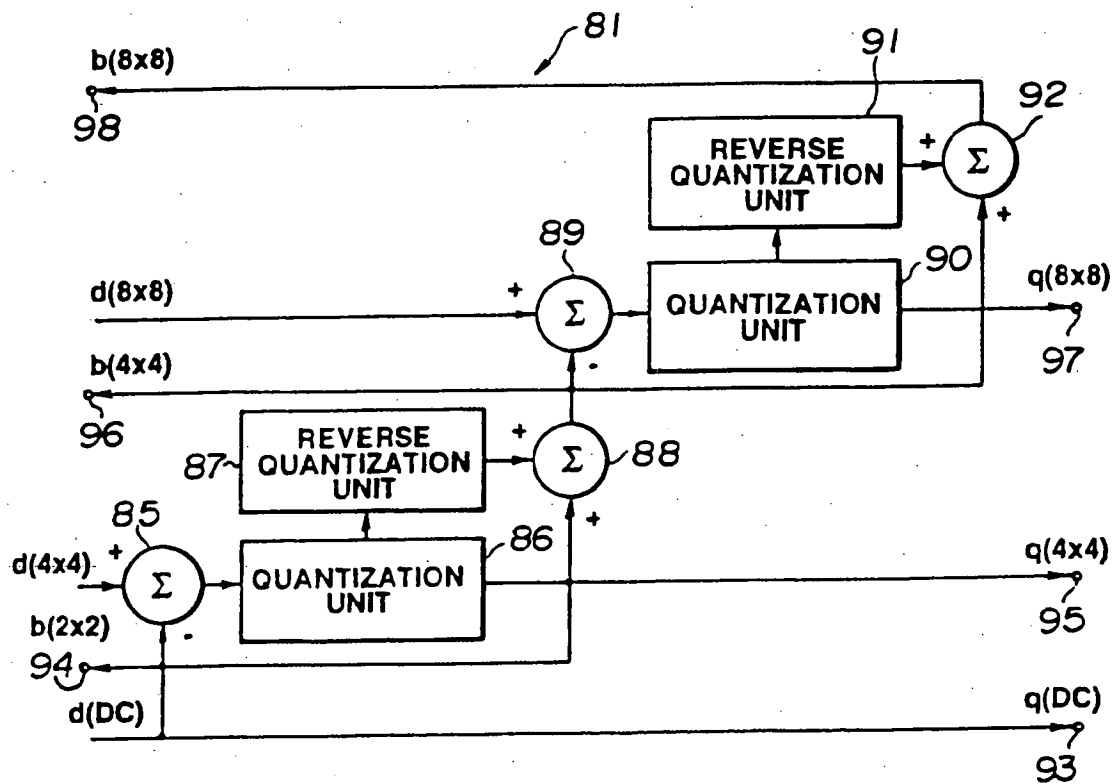 81
91
b(8x8)
98
92
REVERSE
QUANTIZATION
UNIT
+
Σ
+
89
90
d(8x8)
+
Σ
-
QUANTIZATION
UNIT
q(8x8)
97
b(4x4)
96
87
REVERSE
QUANTIZATION
UNIT
+
Σ
88
+
85
86
d(4x4)
+
Σ
-
QUANTIZATION
UNIT
q(4x4)
95
b(2x2)
94
d(DC)
q(DC)
93